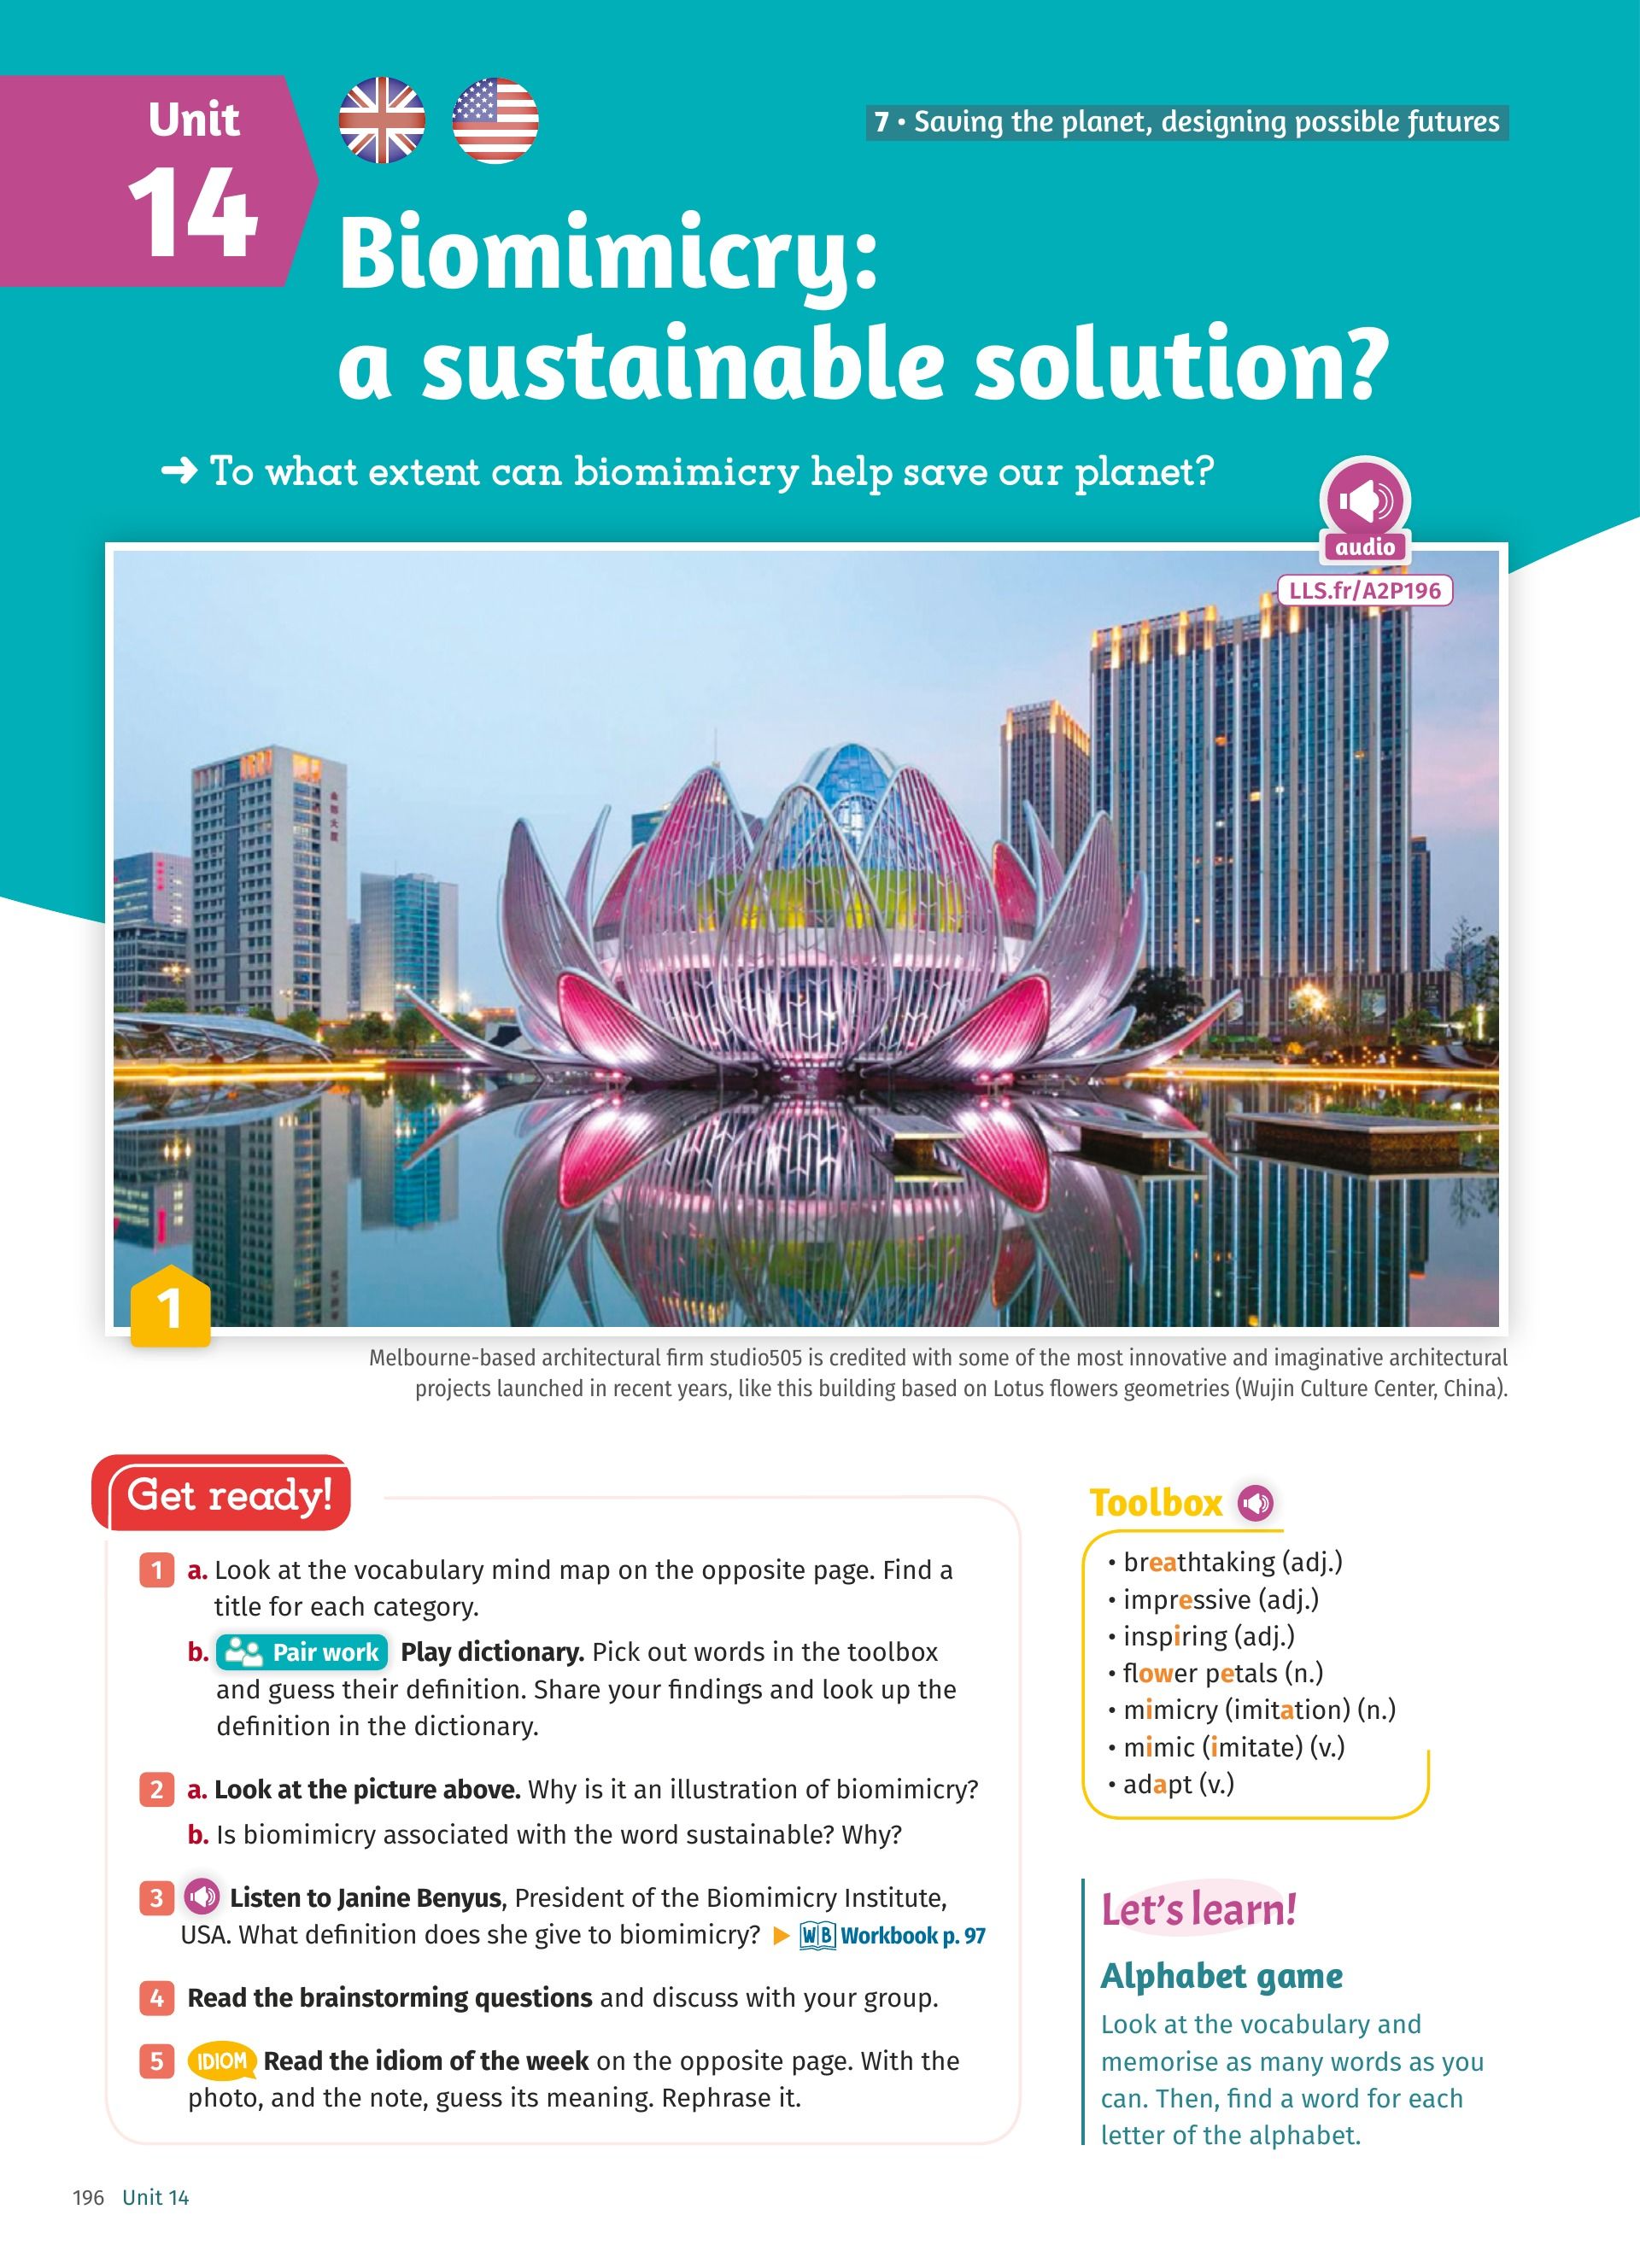 Unit
14
7 • Saving the planet, designing possible futures
Biomimicry:
a sustainable solution?
➜ To what extent can biomimicry help save our planet?
audio
LLS.fr/A2P196
1
Melbourne-based architectural firm studio505 is credited with some of the most innovative and imaginative architectural
projects launched in recent years, like this building based on Lotus flowers geometries (Wujin Culture Center, China).
Get ready!
1 a. Look at the vocabulary mind map on the opposite page. Find a
title for each category.
b. Pair work Play dictionary. Pick out words in the toolbox
and guess their definition. Share your findings and look up the
definition in the dictionary.
2 a. Look at the picture above. Why is it an illustration of biomimicry?
b. Is biomimicry associated with the word sustainable? Why?
3 Listen to Janine Benyus, President of the Biomimicry Institute,
USA. What definition does she give to biomimicry? ▶ WB Workbook p. 97
4 Read the brainstorming questions and discuss with your group.
5 IDIOM Read the idiom of the week on the opposite page. With the
photo, and the note, guess its meaning. Rephrase it.
Toolbox
• breathtaking (adj.)
• impressive (adj.)
• inspiring (adj.)
• flower petals (n.)
• mimicry (imitation) (n.)
• mimic (imitate) (v.)
• adapt (v.)
Let's learn!
Alphabet game
Look at the vocabulary and
memorise as many words as you
can. Then, find a word for each
letter of the alphabet.
196 Unit 14